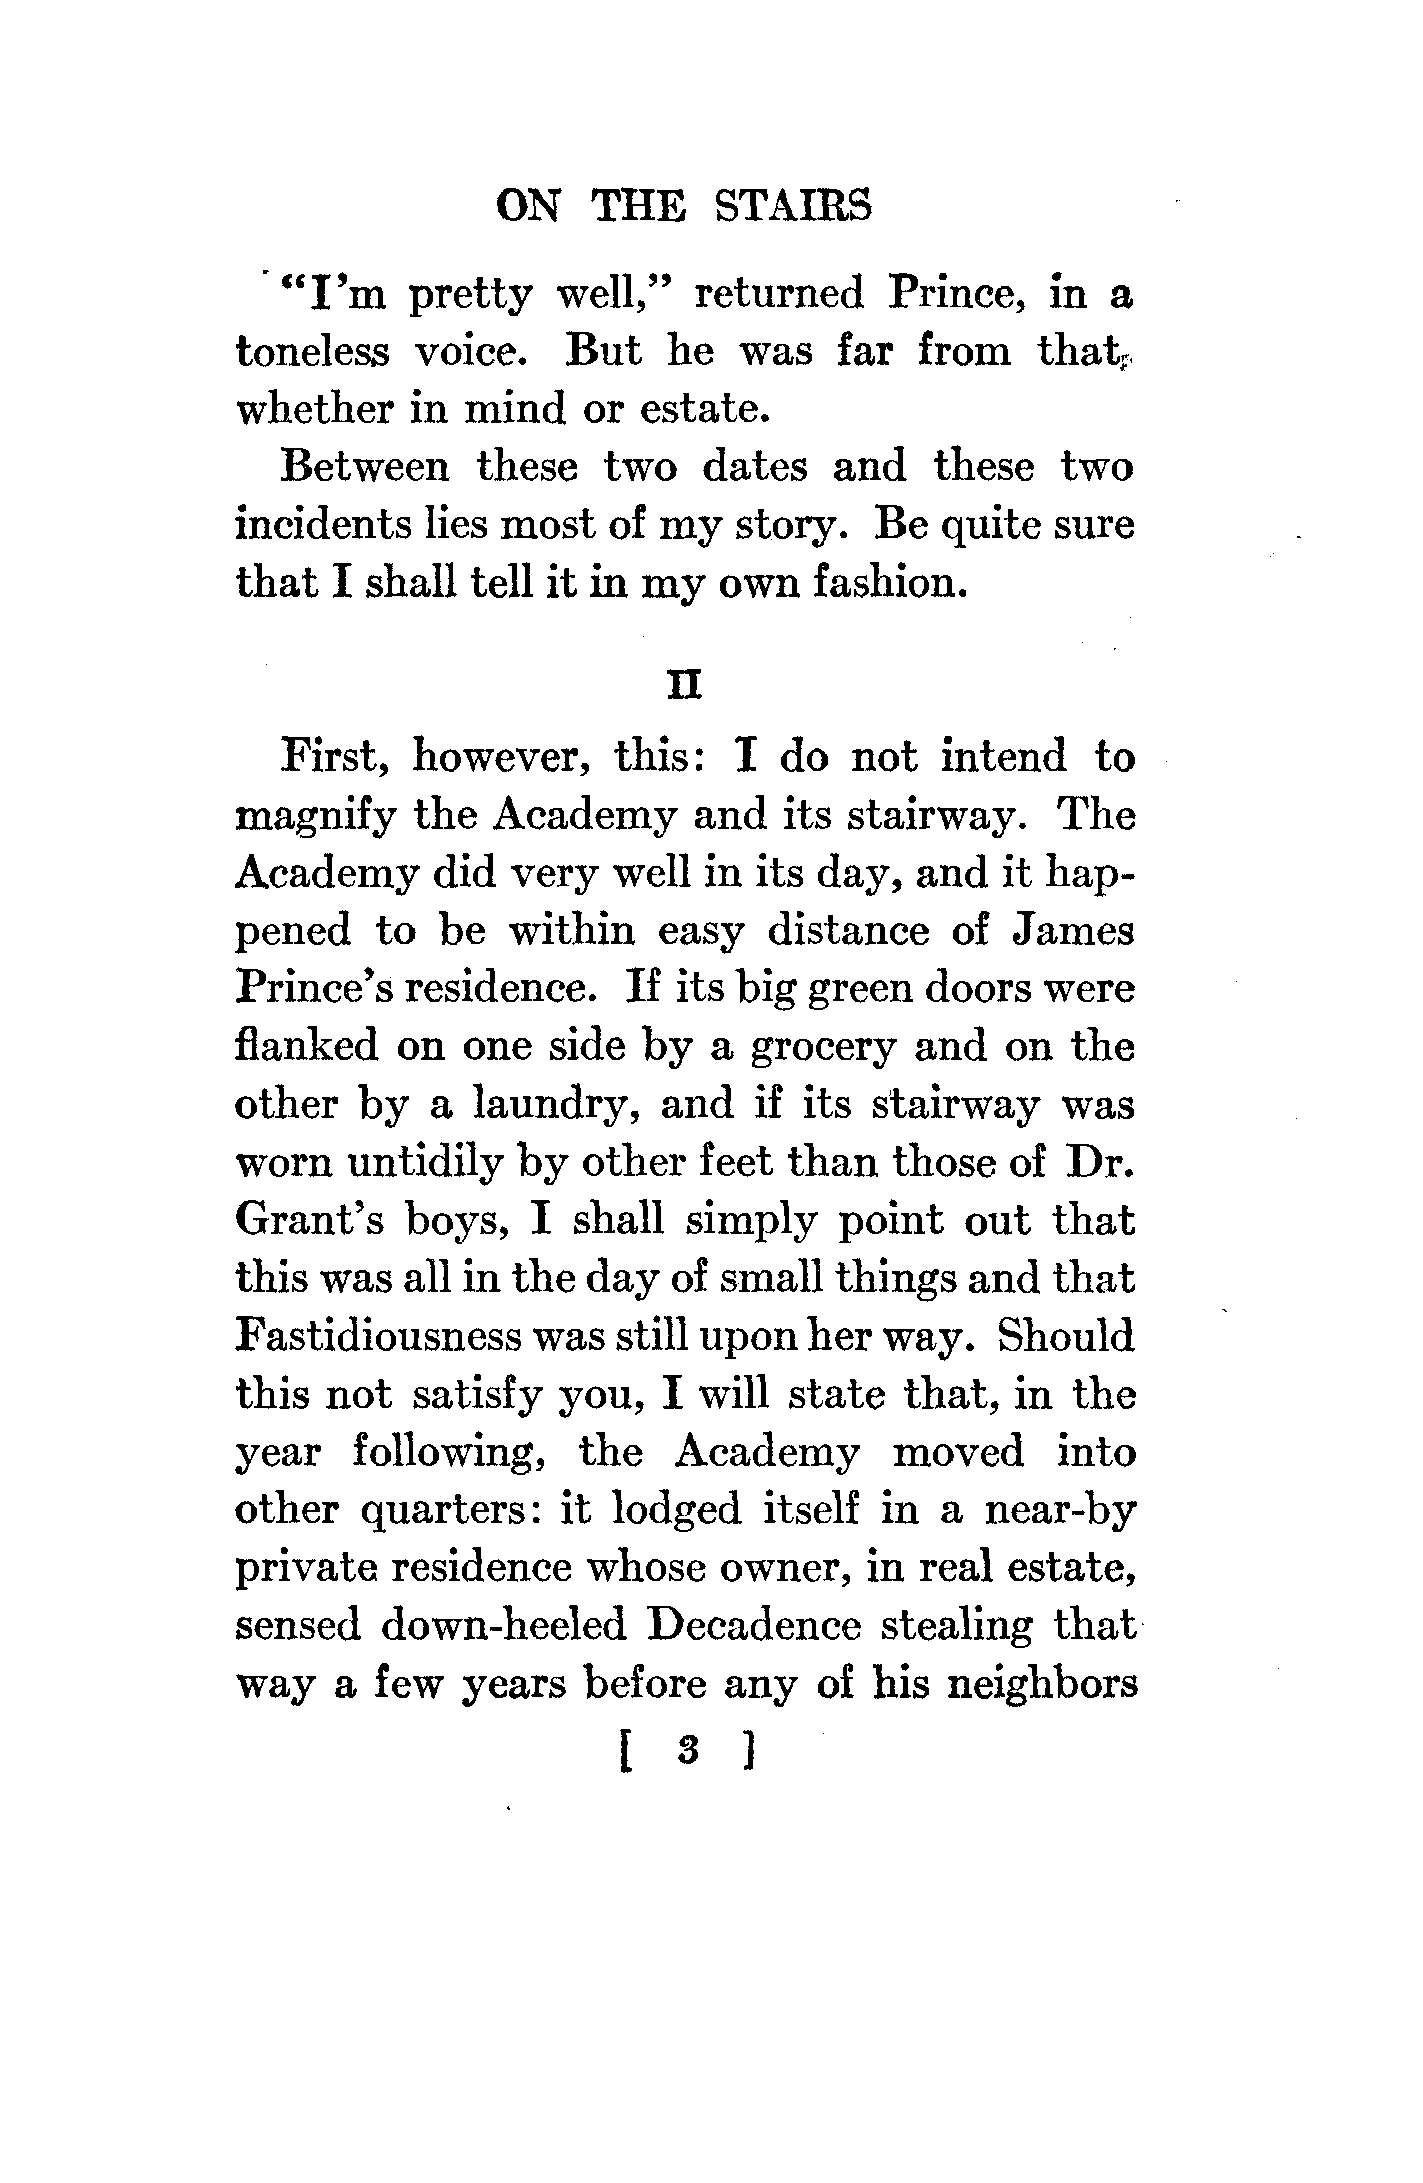 ON THE STAIRS
“I’m pretty well,” returned Prince, in a
toneless voice. But he was far from that,
whether in mind or estate.
Between these two dates and these two
incidents lies most of my story. Be quite sure
that I shall tell it in my own fashion.
II
First, however, this: I do not intend to
magnify the Academy and its stairway. The
Academy did very well in its day, and it hap-
pened to be within easy distance of James
Prince’s residence. If its big green doors were
flanked on one side by a grocery and on the
other by a laundry, and if its stairway was
worn untidily by other feet than those of Dr.
Grant’s boys, I shall simply point out that
this was all in the day of small things and that
Fastidiousness was still upon her way. Should
this not satisfy you, I will state that, in the
year following, the Academy moved into
other quarters: it lodged itself in a near-by
private residence whose owner, in real estate,
sensed down-heeled Decadence stealing that
way a few years before any of his neighbors
[ 3 ]